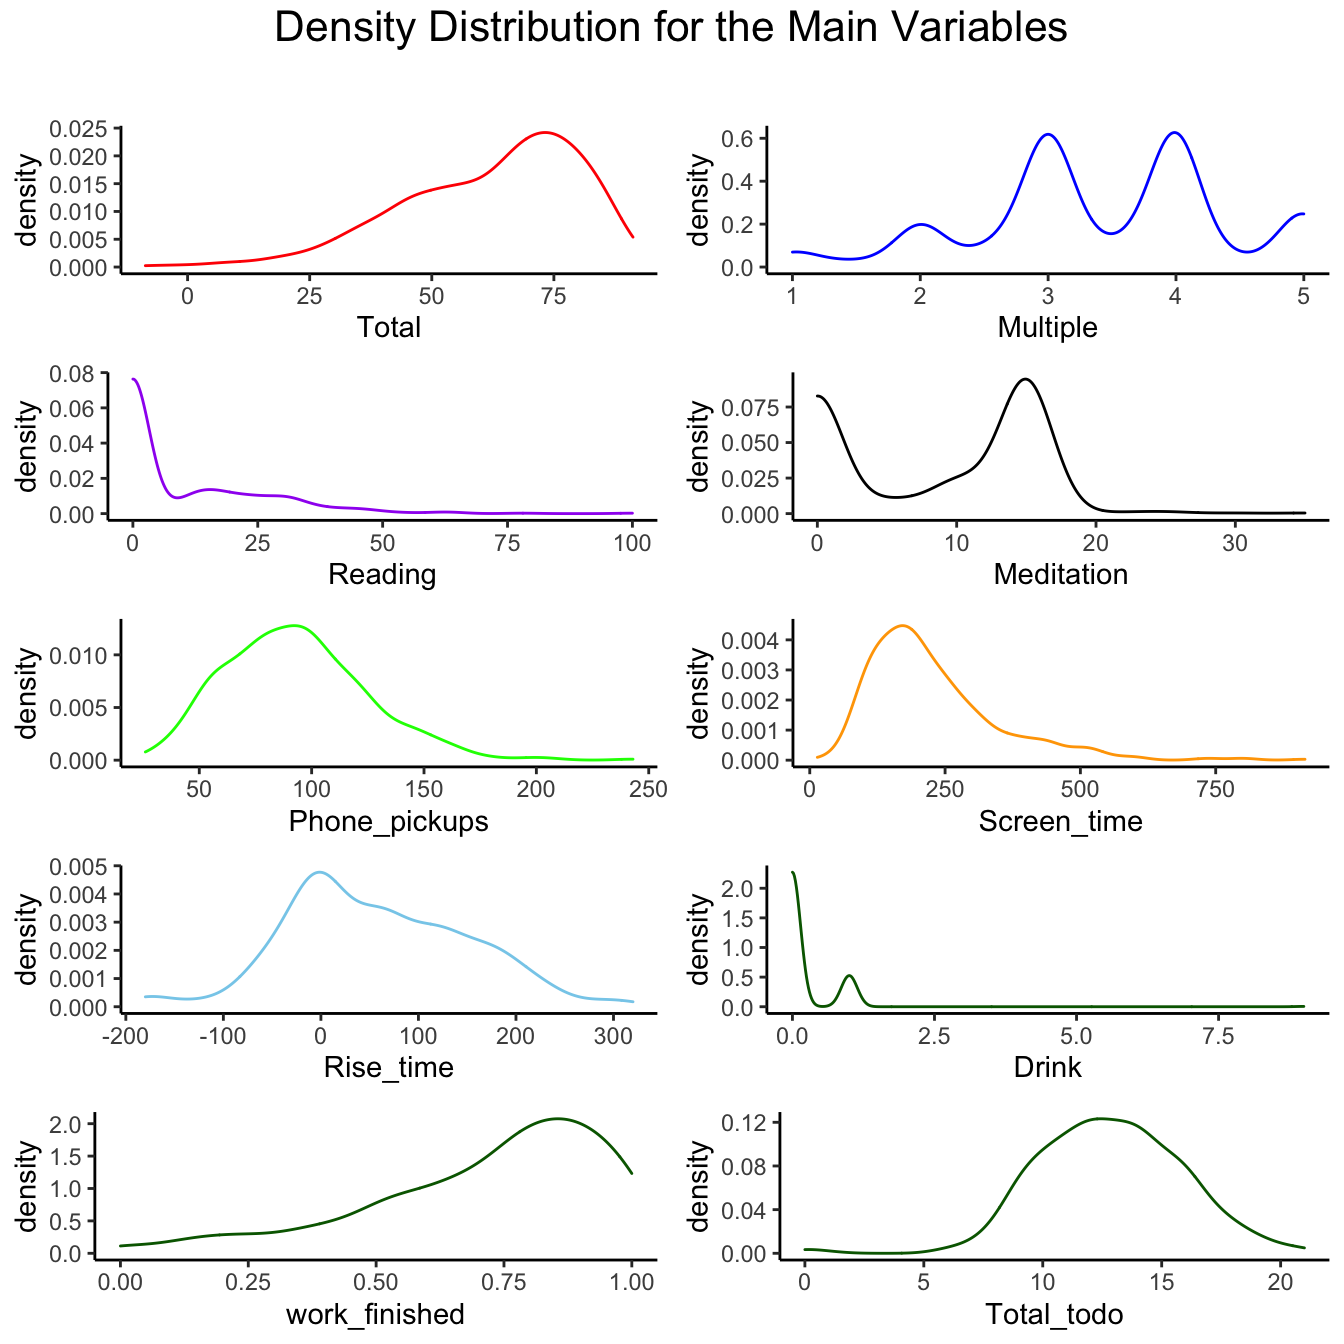 Density Distribution for the Main Variables
density
0.025
0.020
0.015
0.010
0.005
0.000
0 25 50 75
Total
density
0.6
0.4
0.2
0.0
1 2 3 4 5
Multiple
density
0.08
0.06
0.04
0.02
0.00
0 25 50 75 100
Reading
density
0.075
0.050
0.025
0.000
0 10 20 30
Meditation
density
0.010
0.005
0.000
50 100 150 200 250
Phone_pickups
density
0.004
0.003
0.002
0.001
0.000
0 250 500 750
Screen_time
density
0.005
0.004
0.003
0.002
0.001
0.000
-200 -100 0 100 200 300
Rise_time
density
2.0
1.5
1.0
0.5
0.0
0.0 2.5 5.0 7.5
Drink
density
2.0
1.5
1.0
0.5
0.0
0.00 0.25 0.50 0.75 1.00
work_finished
density
0.12
0.08
0.04
0.00
0 5 10 15 20
Total_todo